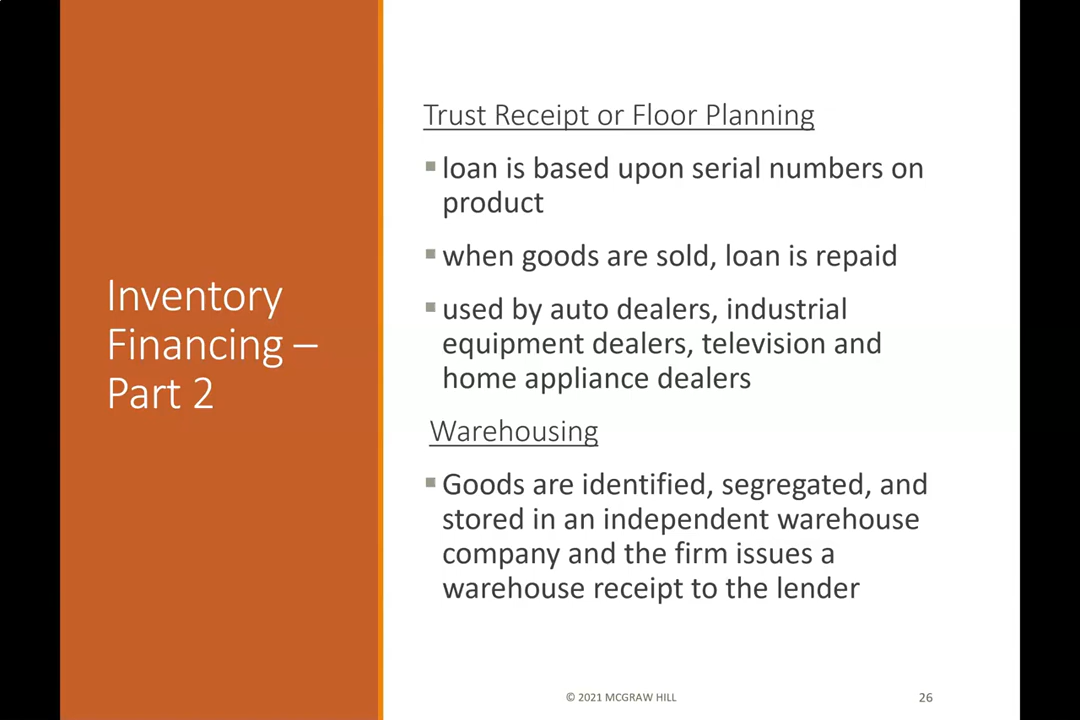 Inventory
Financing –
Part 2
Trust Receipt or Floor Planning
▪ loan is based upon serial numbers on
product
▪ when goods are sold, loan is repaid
▪ used by auto dealers, industrial
equipment dealers, television and
home appliance dealers
Warehousing
▪ Goods are identified, segregated, and
stored in an independent warehouse
company and the firm issues a
warehouse receipt to the lender
© 2021 MCGRAW HILL
26